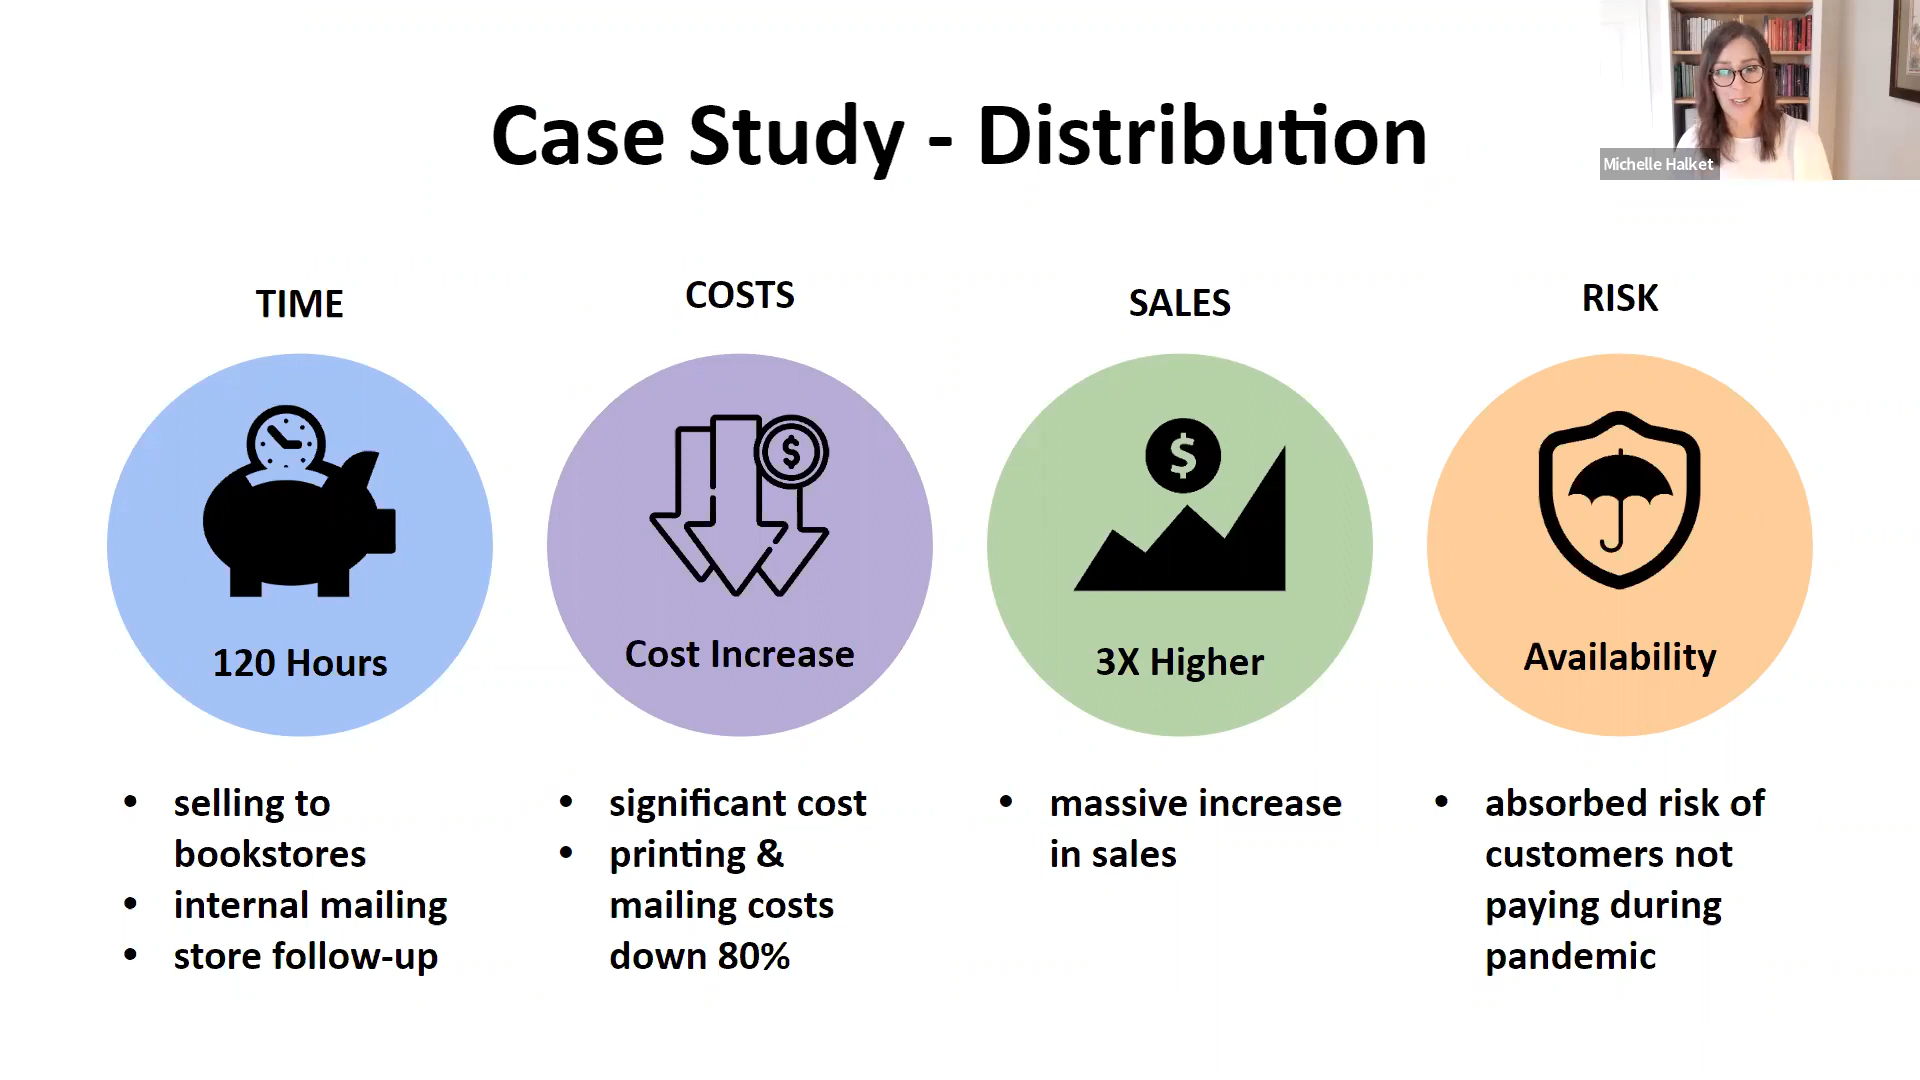 Case Study - Distribution
Michelle Halket
TIME
COSTS
SALES
RISK
$
$
120 Hours
Cost Increase
3X Higher
Availability
• selling to
bookstores
• internal mailing
• store follow-up
• significant cost
• printing &
mailing costs
down 80%
• massive increase
in sales
• absorbed risk of
customers not
paying during
pandemic